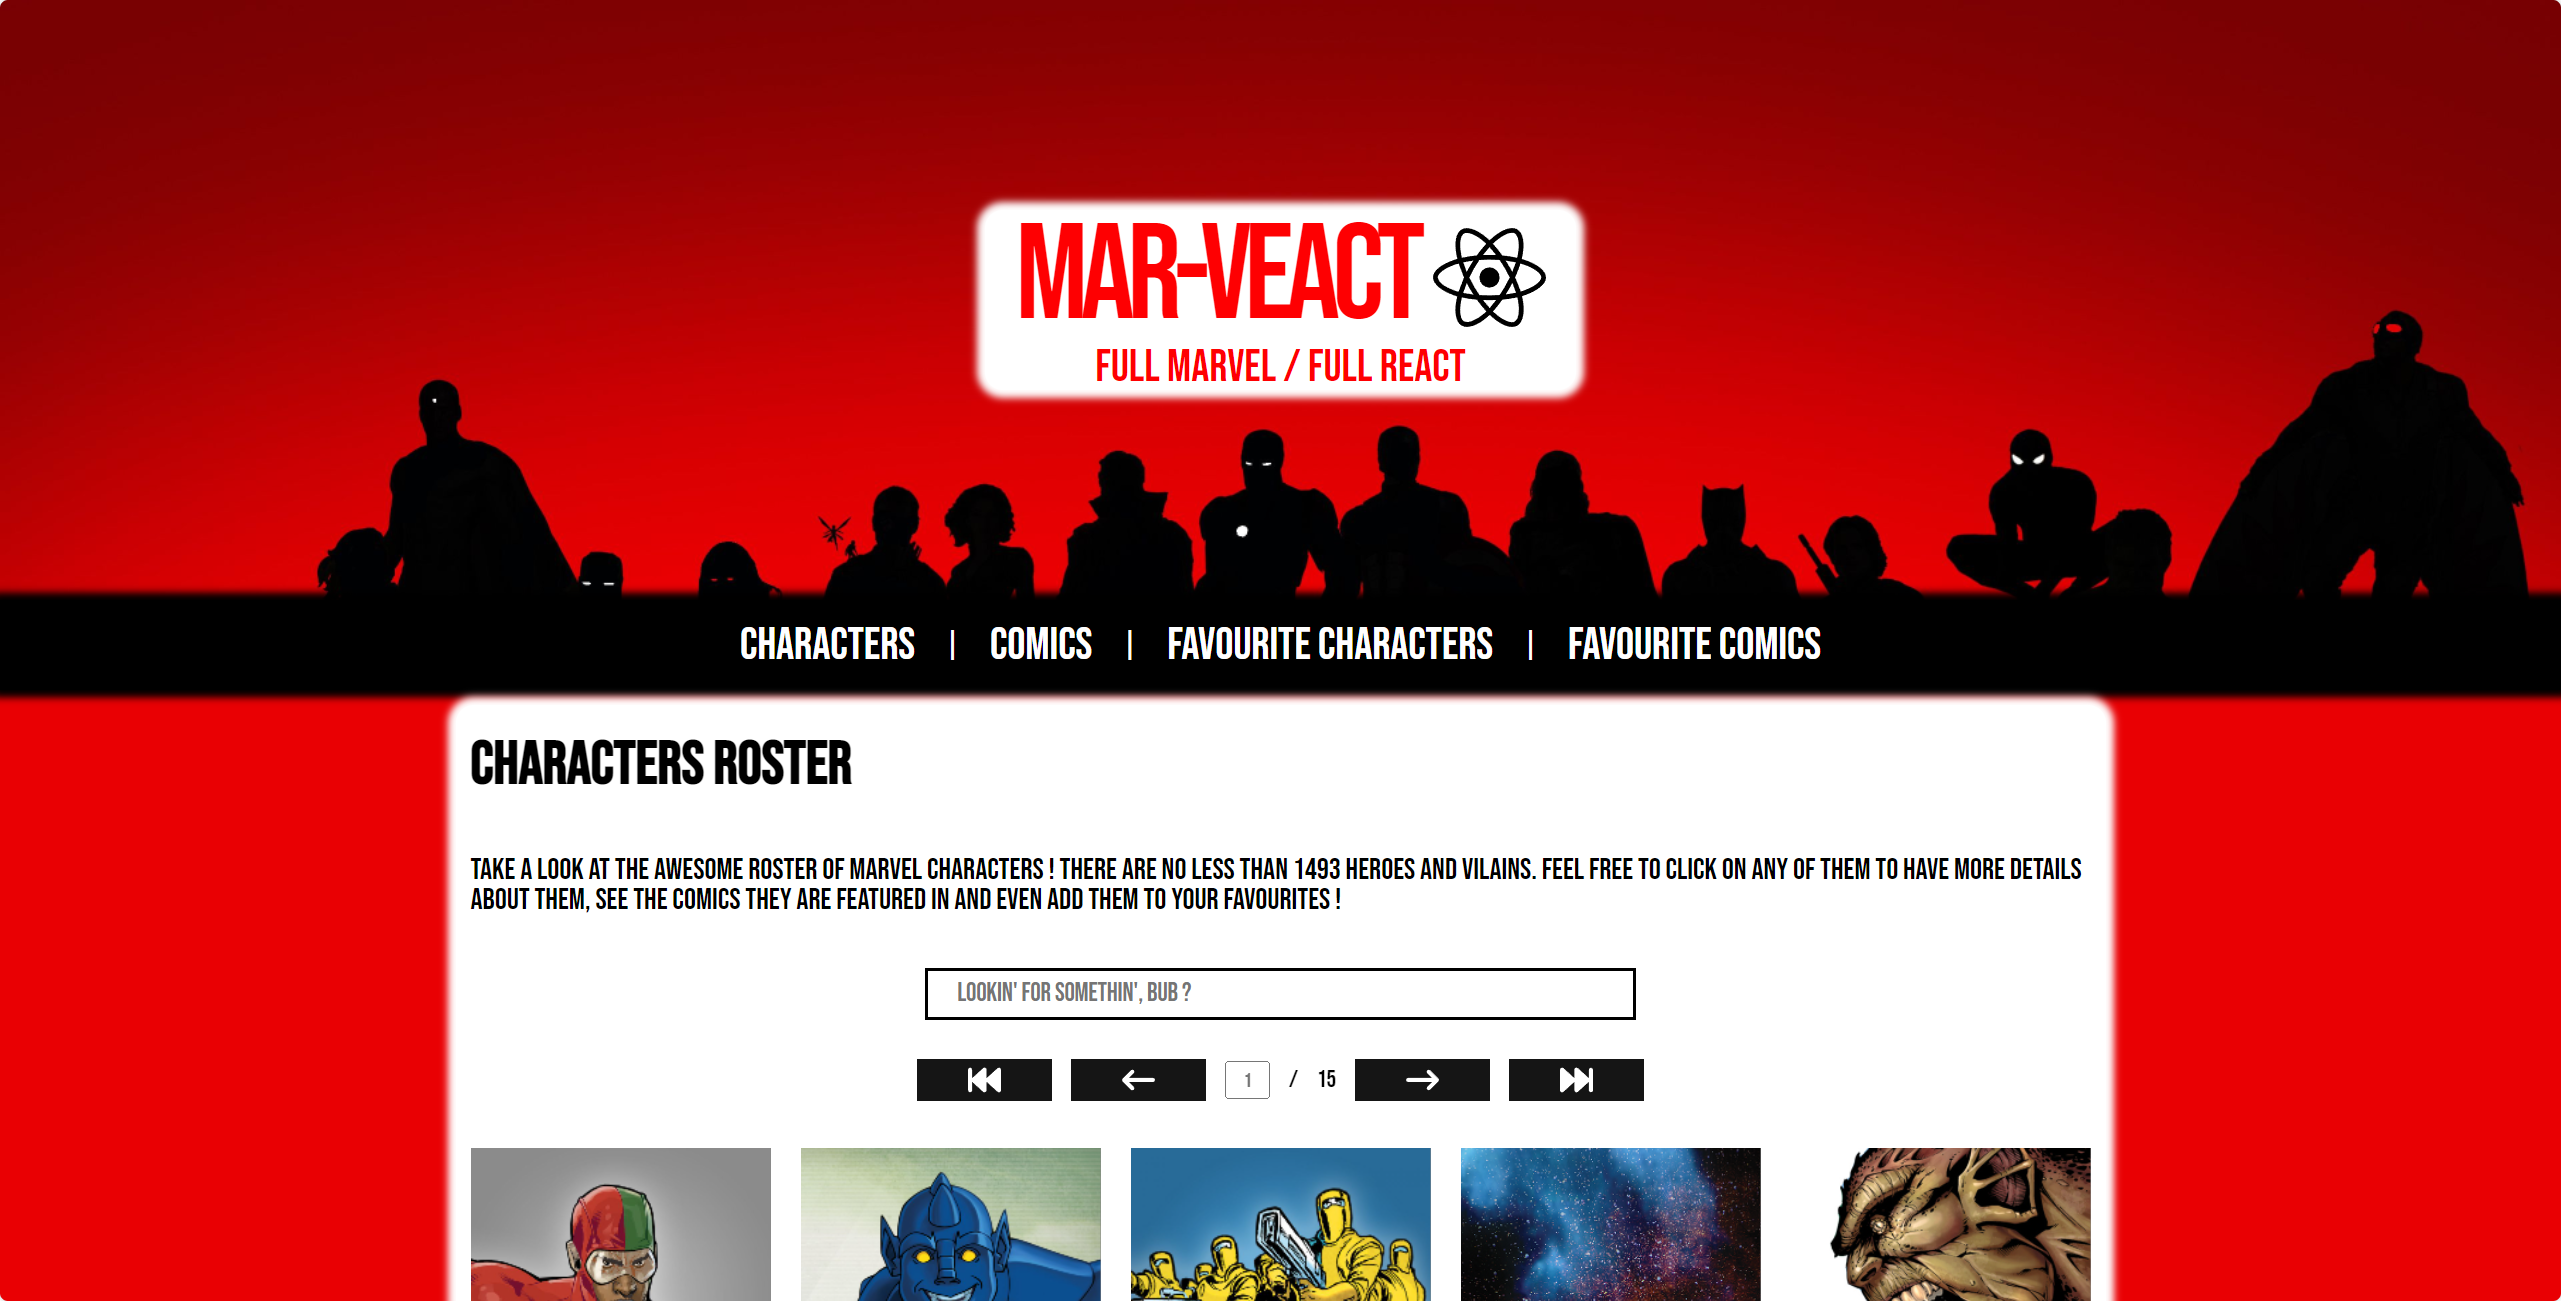 MAR-VEACT
FULL MARVEL / FULL REACT
CHARACTERS | COMICS | FAVOURITE CHARACTERS | FAVOURITE COMICS
CHARACTERS ROSTER
TAKE A LOOK AT THE AWESOME ROSTER OF MARVEL CHARACTERS ! THERE ARE NO LESS THAN 1493 HEROES AND VILAINS. FEEL FREE TO CLICK ON ANY OF THEM TO HAVE MORE DETAILS
ABOUT THEM, SEE THE COMICS THEY ARE FEATURED IN AND EVEN ADD THEM TO YOUR FAVOURITES !
LOOKIN' FOR SOMETHIN', BUB ?
1 / 15